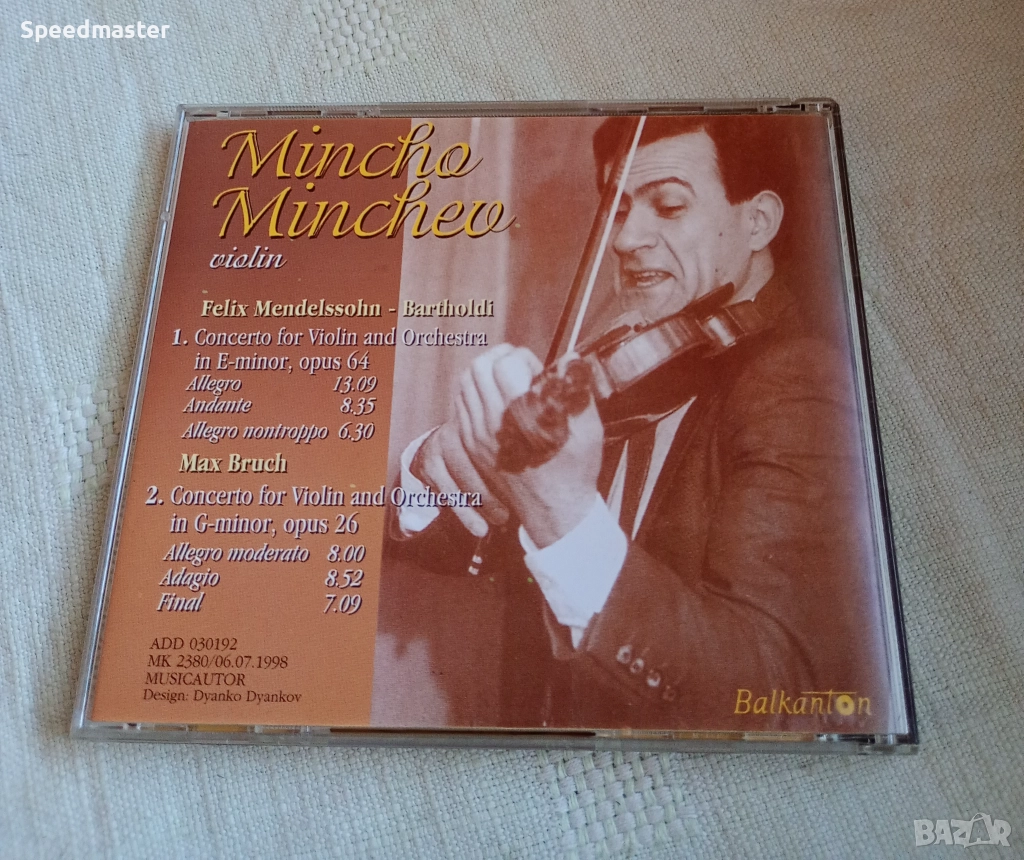 Speedmaster
Mincho
Minchev
violin
Felix Mendelssohn - Bartholdi
1. Concerto for Violin and Orchestra
in E-minor, opus 64
Allegro 13.09
Andante 8.35
Allegro nontroppo 6.30
Max Bruch
2. Concerto for Violin and Orchestra
in G-minor, opus 26
Allegro moderato 8.00
Adagio 8.52
Final 7.09
ADD 030192
MK 2380/06.07.1998
MUSICAUTOR
Design: Dyanko Dyankov
Balkanton
BAZAR